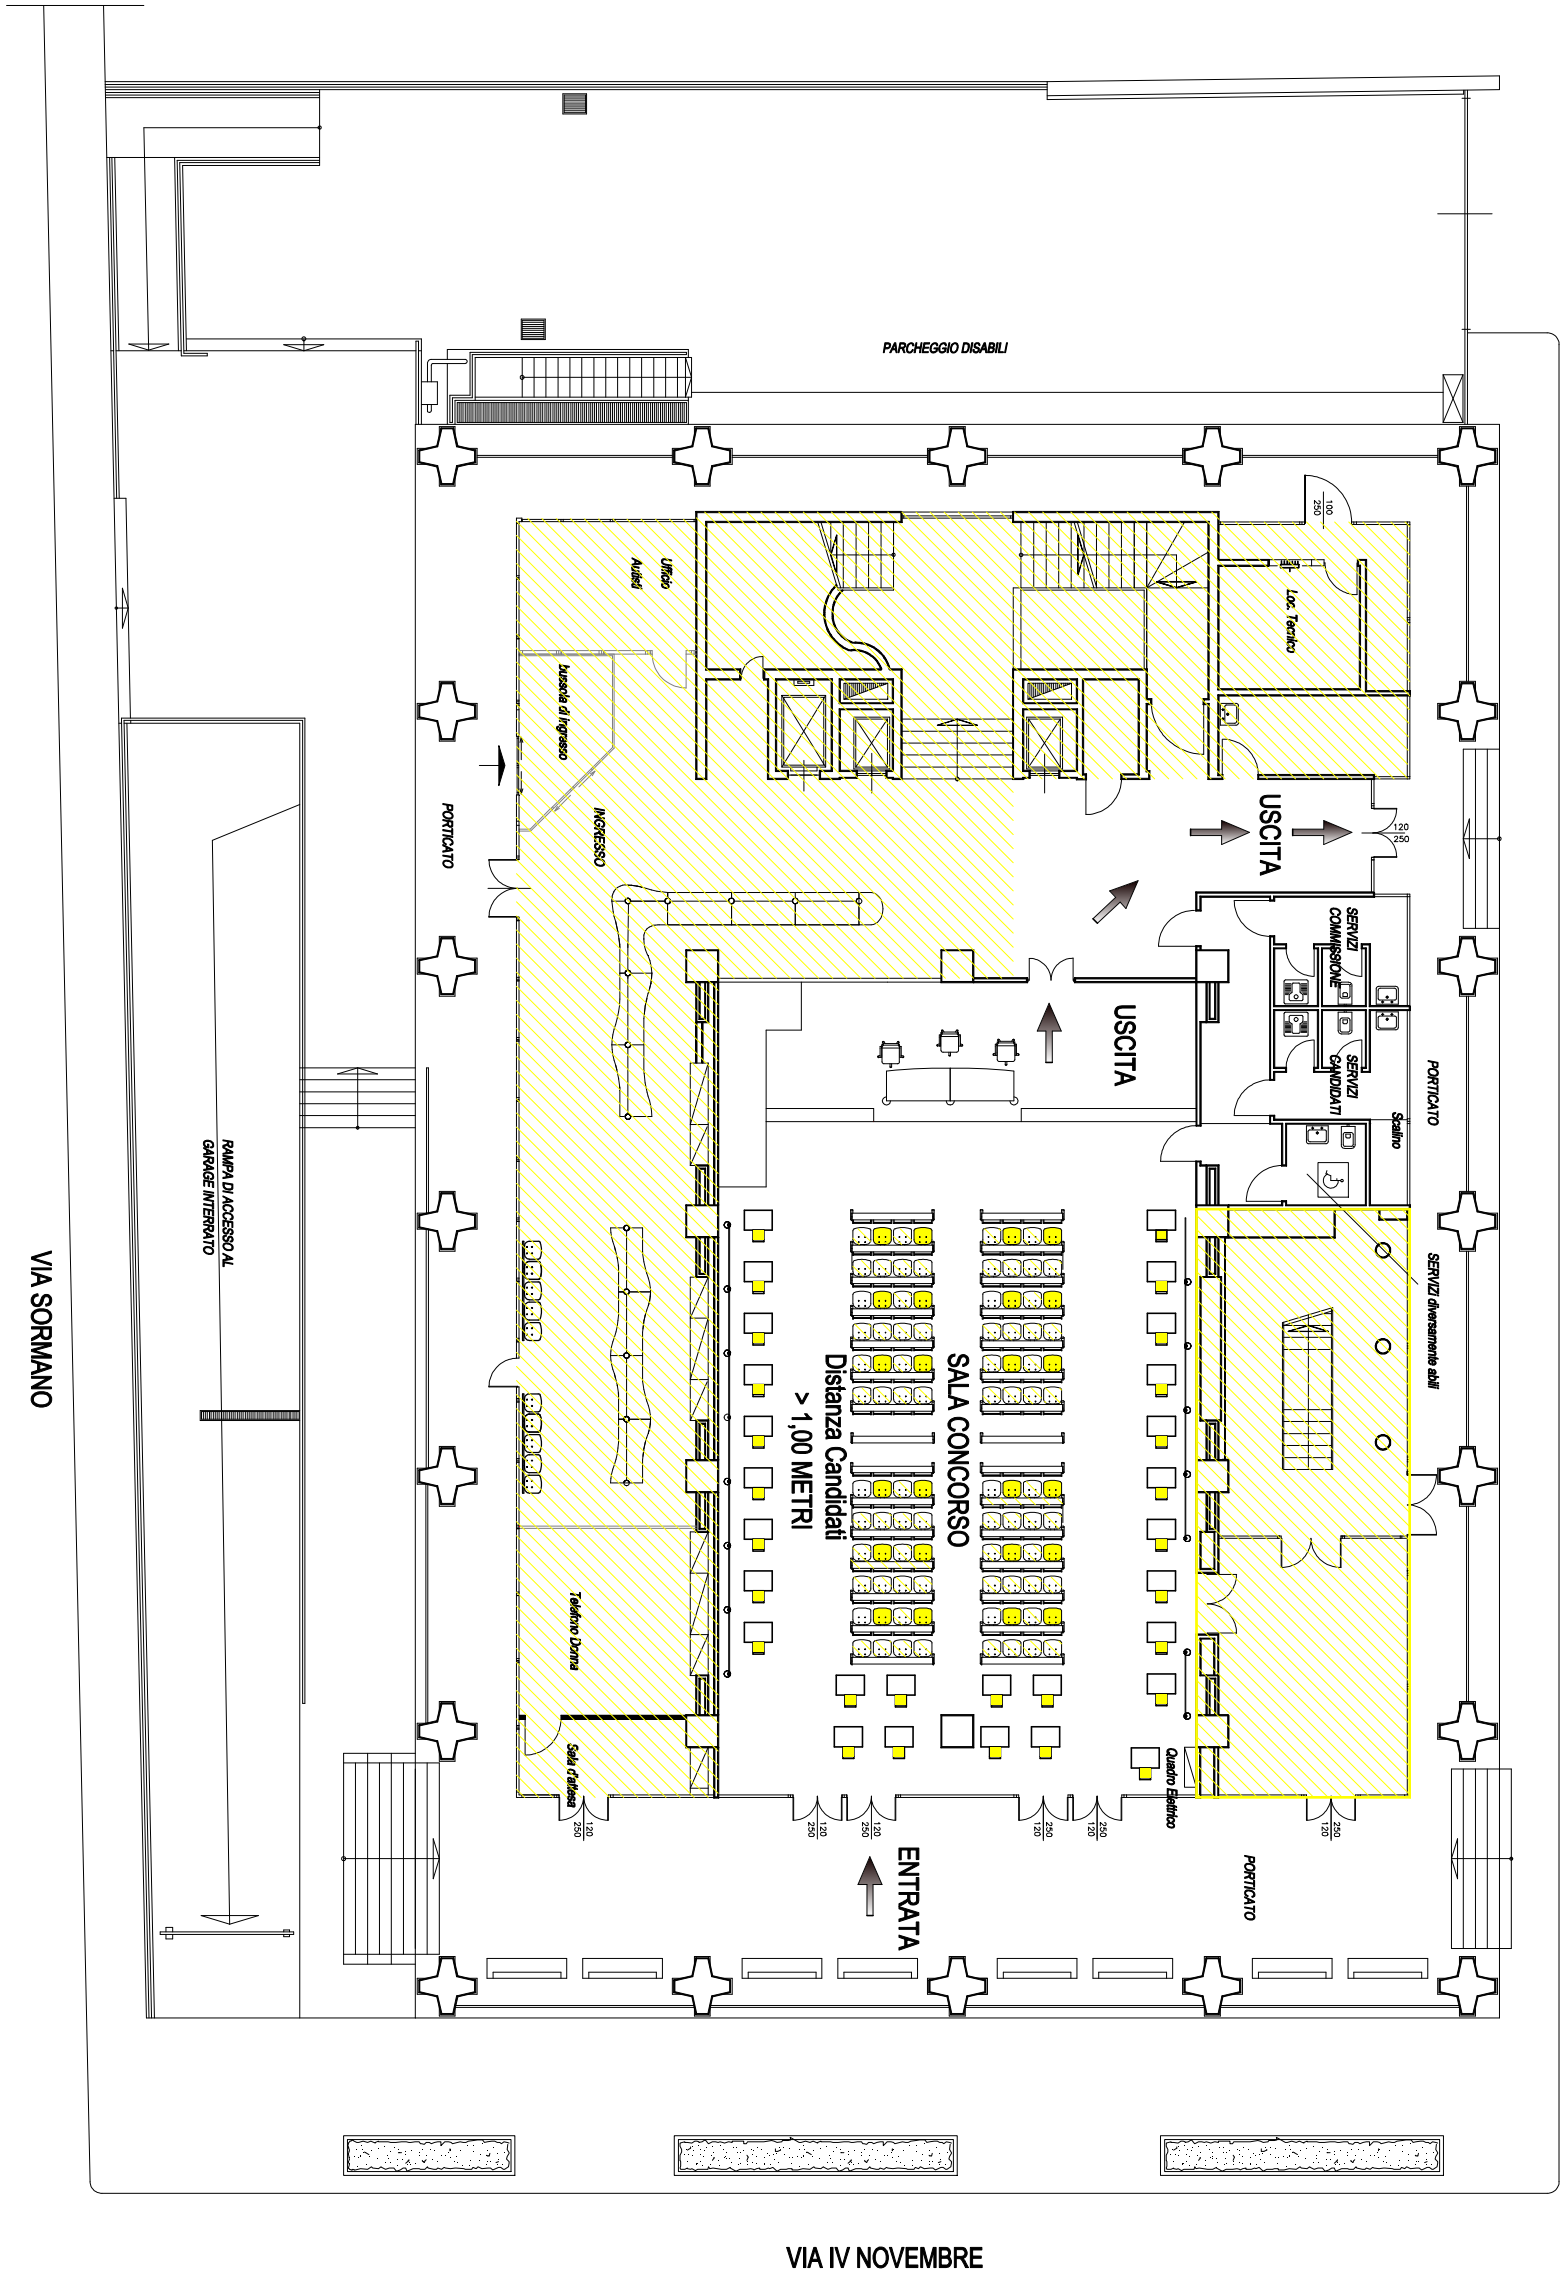 PARCHEGGIO DISABILI
100
250
Ufficio
Autisti
Loc. Tecnico
bussola di ingresso
PORTICATO
INGRESSO
USCITA
120
250
SERVIZI
COMMISSIONE
USCITA
SERVIZI
CANDIDATI
Scalino
PORTICATO
RAMPA DI ACCESSO AL
GARAGE INTERRATO
SERVIZI diversamente abili
VIA SORMANO
SALA CONCORSO
Distanza Candidati
> 1,00 METRI
Telefono Donna
Sala d'attesa
Quadro Elettrico
120
250
120
250
120
250
250
120
250
120
250
120
ENTRATA
PORTICATO
VIA IV NOVEMBRE